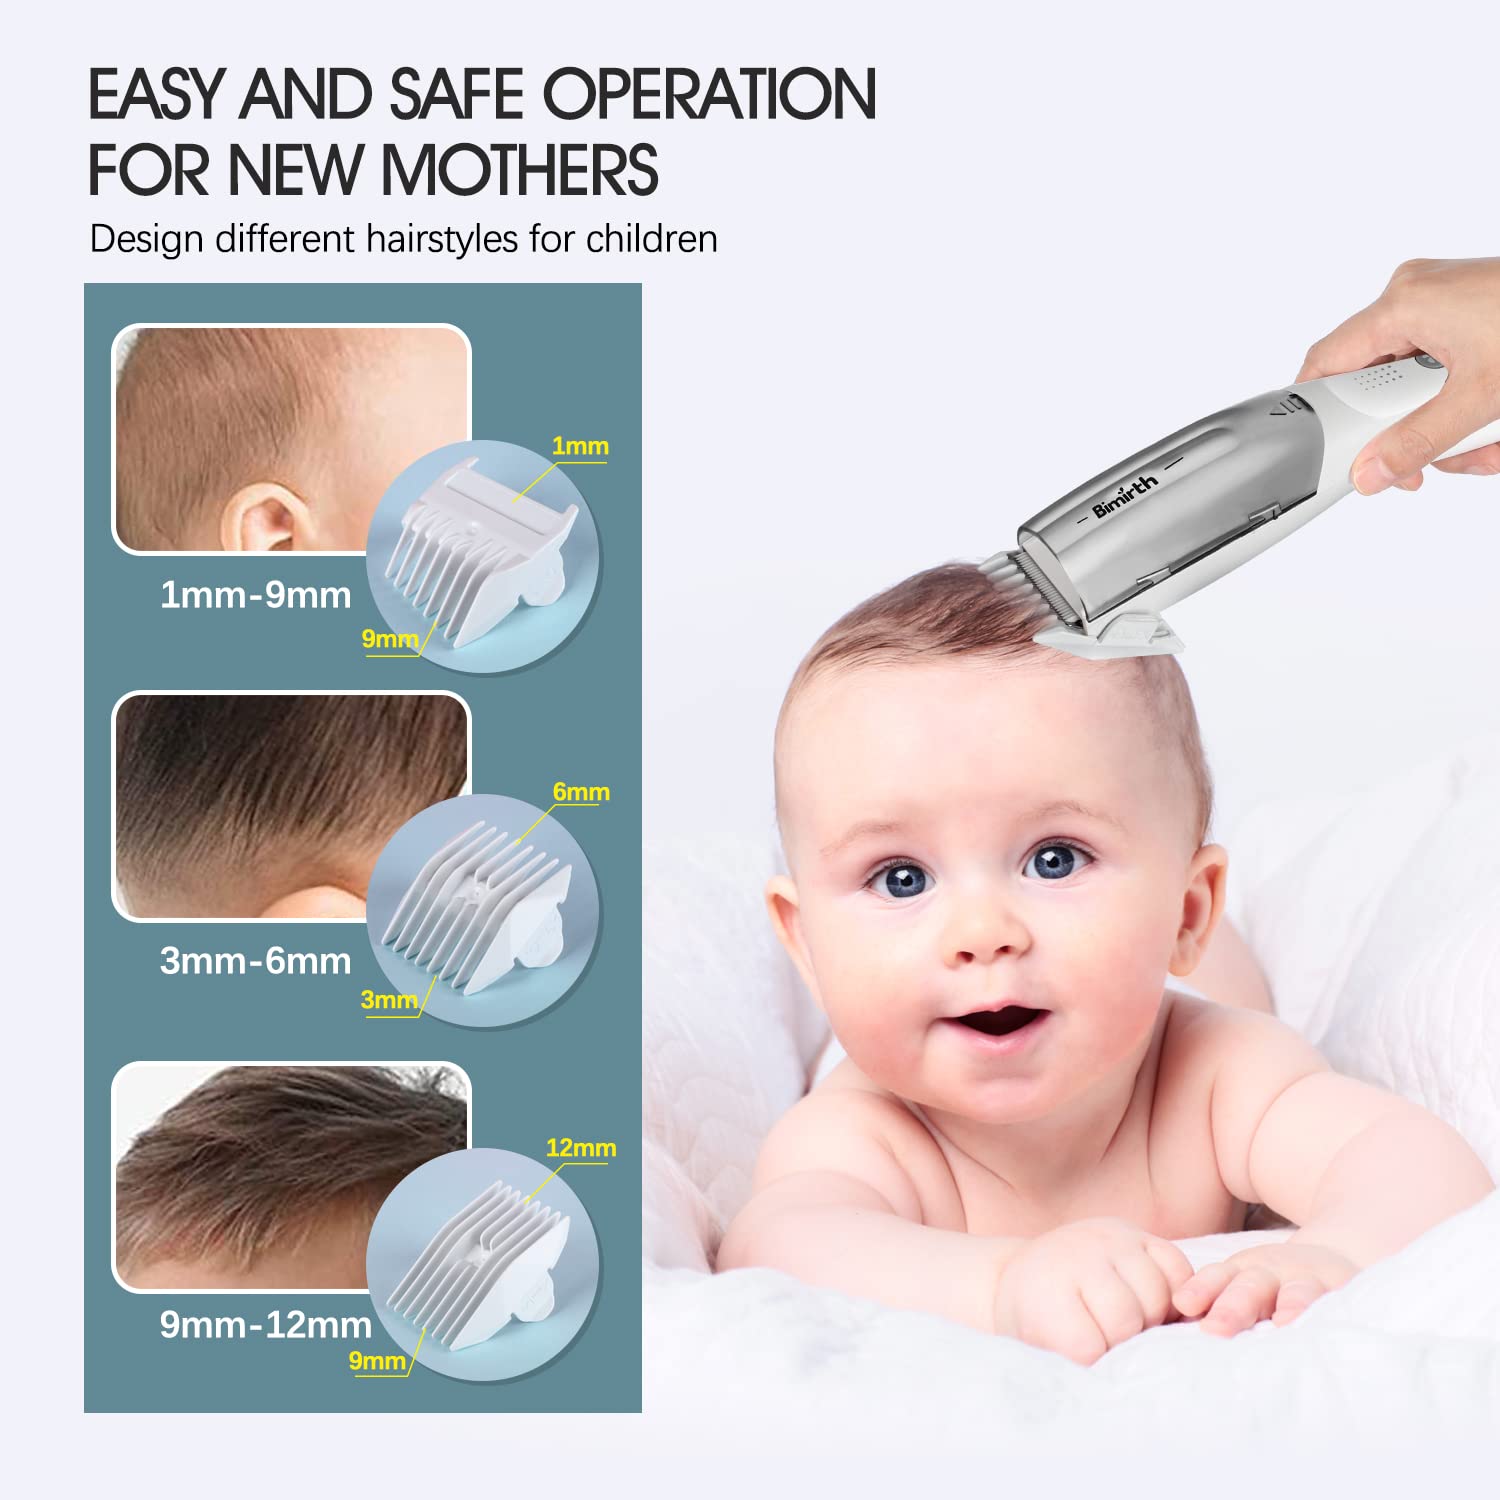 EASY AND SAFE OPERATION
FOR NEW MOTHERS
Design different hairstyles for children
1mm
9mm
1mm-9mm
6mm
3mm
3mm-6mm
12mm
9mm
9mm-12mm
Bimirth